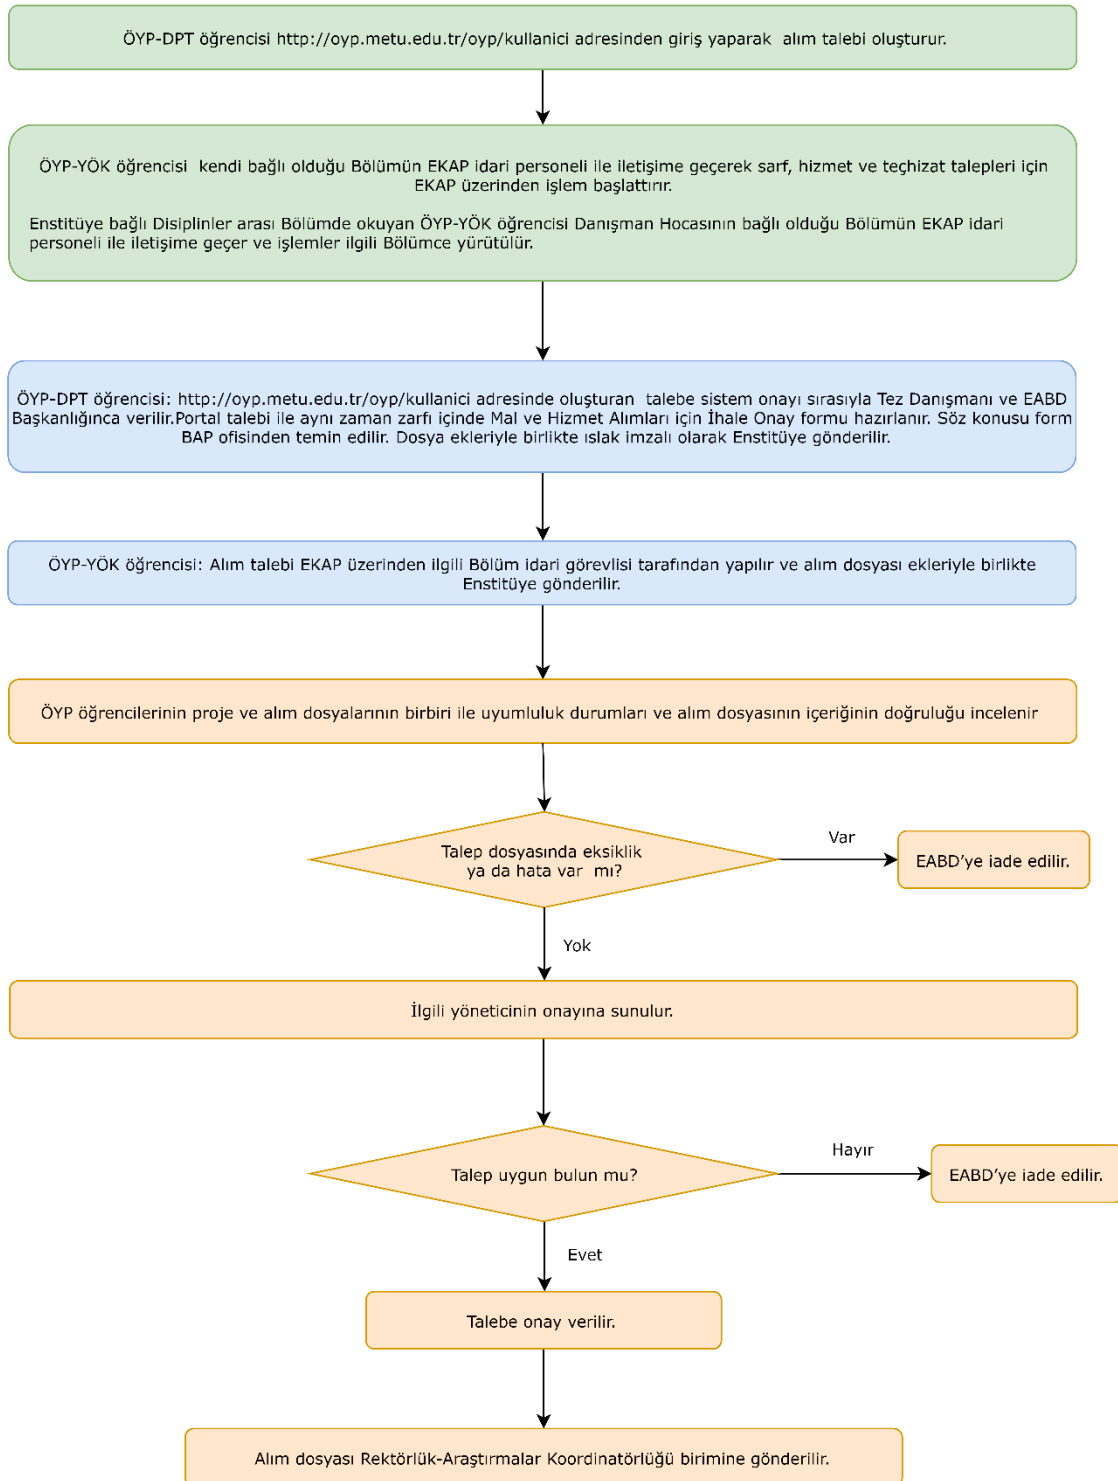 ÖYP-DPT öğrencisi http://oyp.metu.edu.tr/oyp/kullanici adresinden giriş yaparak  alım talebi oluşturur.
ÖYP-YÖK öğrencisi  kendi bağlı olduğu Bölümün EKAP idari personeli ile iletişime geçerek sarf, hizmet ve teçhizat talepleri için
EKAP üzerinden işlem başlattırır.
Enstitüye bağlı Disiplinler arası Bölümde okuyan ÖYP-YÖK öğrencisi Danışman Hocasının bağlı olduğu Bölümün EKAP idari
personeli ile iletişime geçer ve işlemler ilgili Bölümce yürütülür.
ÖYP-DPT öğrencisi: http://oyp.metu.edu.tr/oyp/kullanici adresinde oluşturan  talebe sistem onayı sırasıyla Tez Danışmanı ve EABD
Başkanlığınca verilir.Portal talebi ile aynı zaman zarfı içinde Mal ve Hizmet Alımları için İhale Onay formu hazırlanır. Söz konusu form
BAP ofisinden temin edilir. Dosya ekleriyle birlikte ıslak imzalı olarak Enstitüye gönderilir.
ÖYP-YÖK öğrencisi: Alım talebi EKAP üzerinden ilgili Bölüm idari görevlisi tarafından yapılır ve alım dosyası ekleriyle birlikte
Enstitüye gönderilir.
ÖYP öğrencilerinin proje ve alım dosyalarının birbiri ile uyumluluk durumları ve alım dosyasının içeriğinin doğruluğu incelenir
Talep dosyasında eksiklik
ya da hata var  mı?
Var
EABD'ye iade edilir.
Yok
İlgili yöneticinin onayına sunulur.
Talep uygun bulun mu?
Hayır
EABD'ye iade edilir.
Evet
Talebe onay verilir.
Alım dosyası Rektörlük-Araştırmalar Koordinatörlüğü birimine gönderilir.